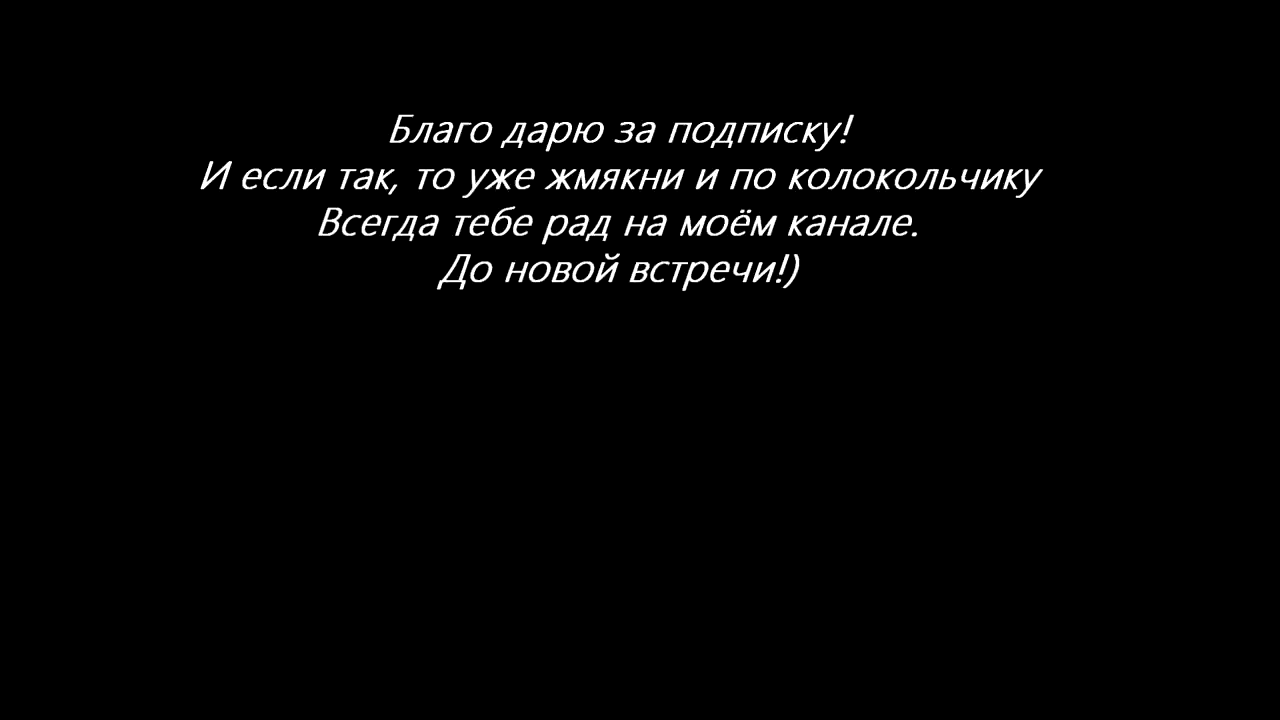 Благо дарю за подписку!
И если так, то уже жмякни и по колокольчику
Всегда тебе рад на моём канале.
До новой встречи!)